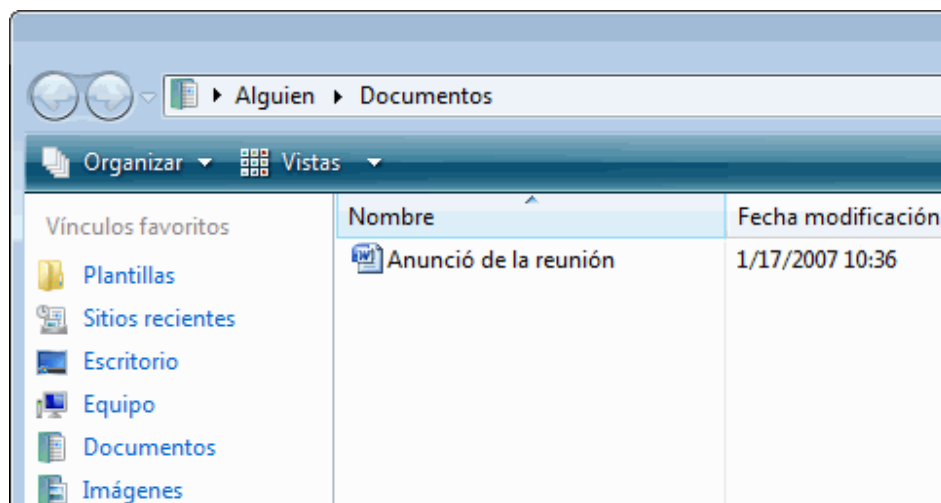 Alguien Documentos
Organizar Vistas
Vínculos favoritos
Plantillas
Sitios recientes
Escritorio
Equipo
Documentos
Imágenes
Nombre Fecha modificación
Anunció de la reunión 1/17/2007 10:36